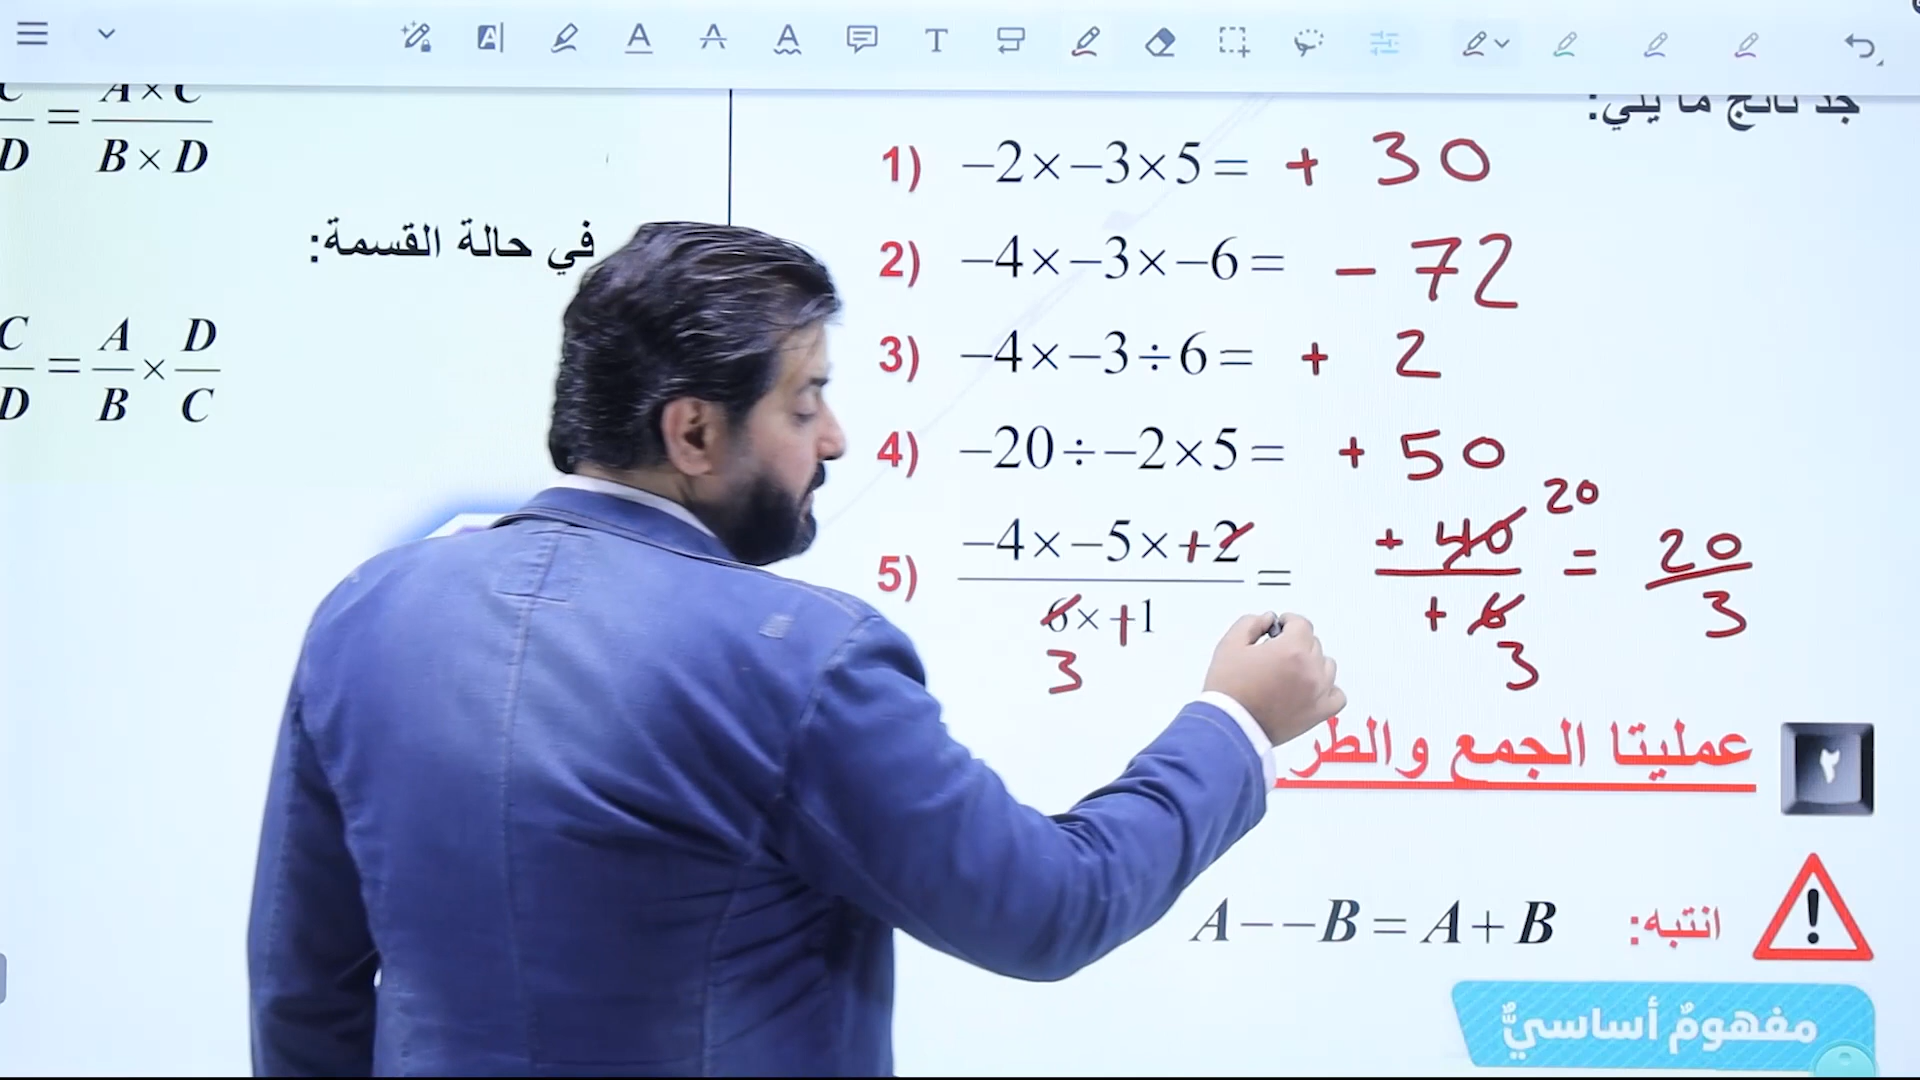 جد ناتج ما يلي:
1) −2×−3×5= + 30
2) −4×−3×−6= − 72
3) −4×−3÷6= + 2
4) −20÷−2×5= + 50
5) −4×−5×+2 / 6×+1 = + 40 / + 6 = 20 / 3
20
3
3
عمليتا الجمع والطر
٢
انتبه: A−−B=A+B
مفهومٌ أساسيٌّ
C / D = A×C / B×D
في حالة القسمة:
C / D = A / B × D / C